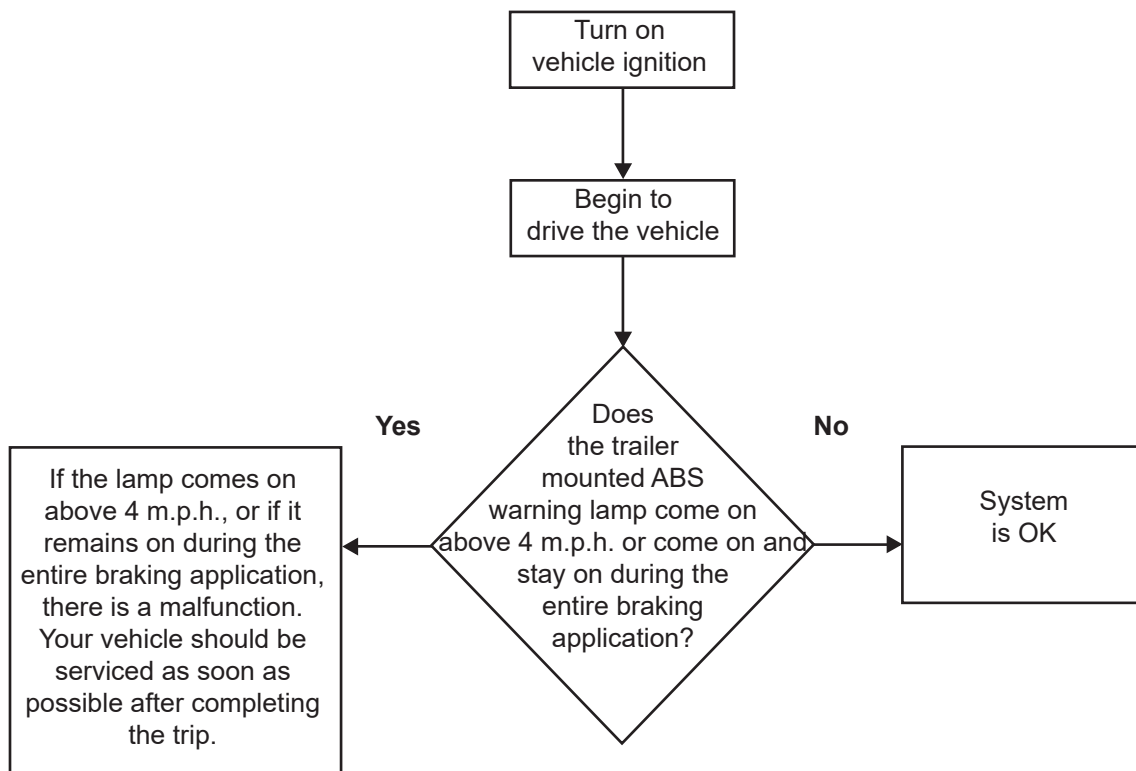 Turn on
vehicle ignition
Begin to
drive the vehicle
Does
the trailer
mounted ABS
warning lamp come on
above 4 m.p.h. or come on and
stay on during the
entire braking
application?
Yes
If the lamp comes on
above 4 m.p.h., or if it
remains on during the
entire braking application,
there is a malfunction.
Your vehicle should be
serviced as soon as
possible after completing
the trip.
No
System
is OK